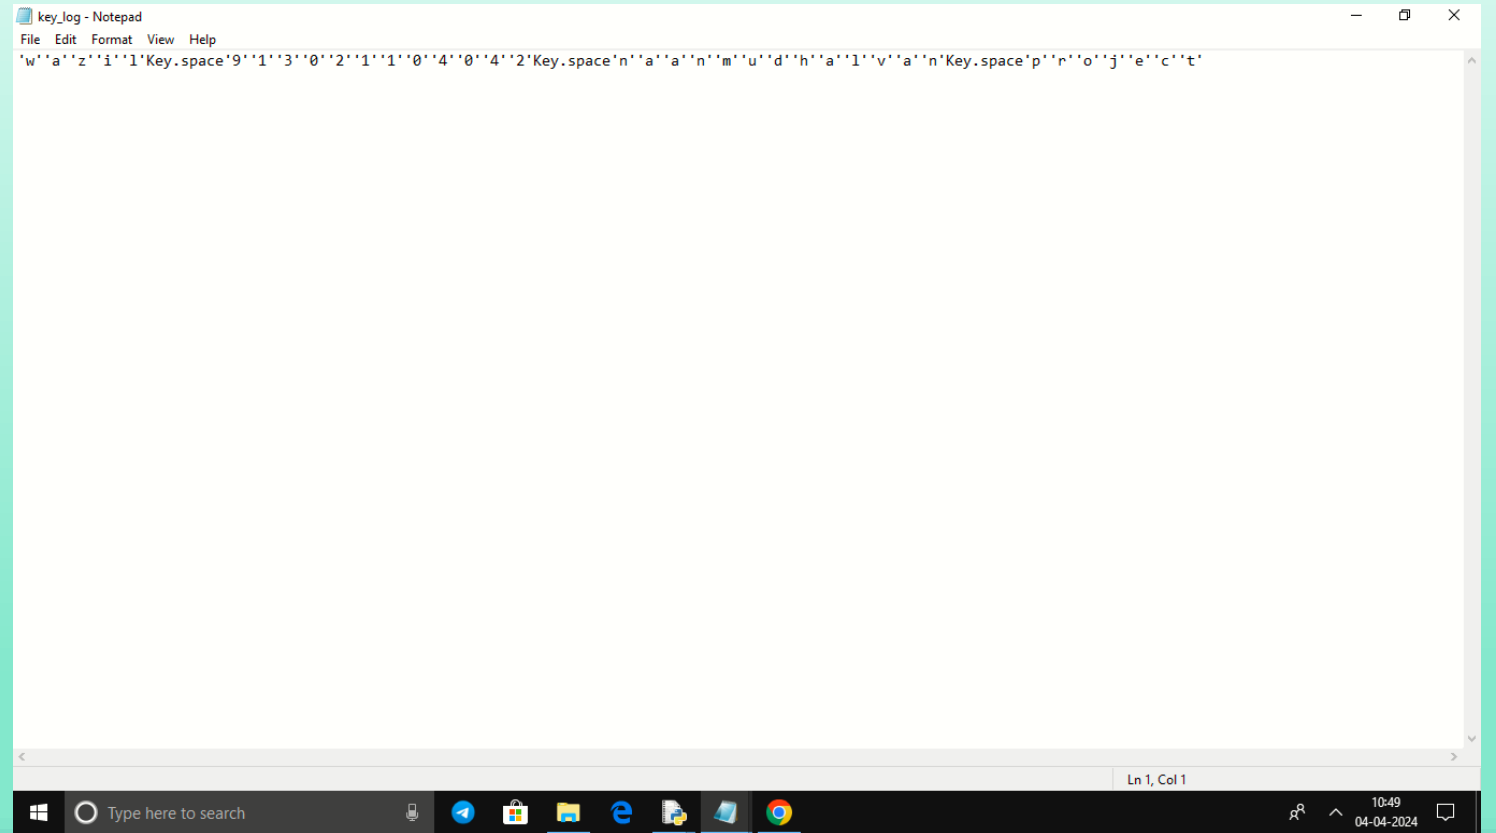 key_log - Notepad
File Edit Format View Help
'w''a''z''i''l'Key.space'9''1''3''0''2''1''1''0''4''0''4''2'Key.space'n''a''a''n''m''u''d''h''a''l''v''a''n'Key.space'p''r''o''j''e''c''t'
Ln 1, Col 1
Type here to search
10:49
04-04-2024